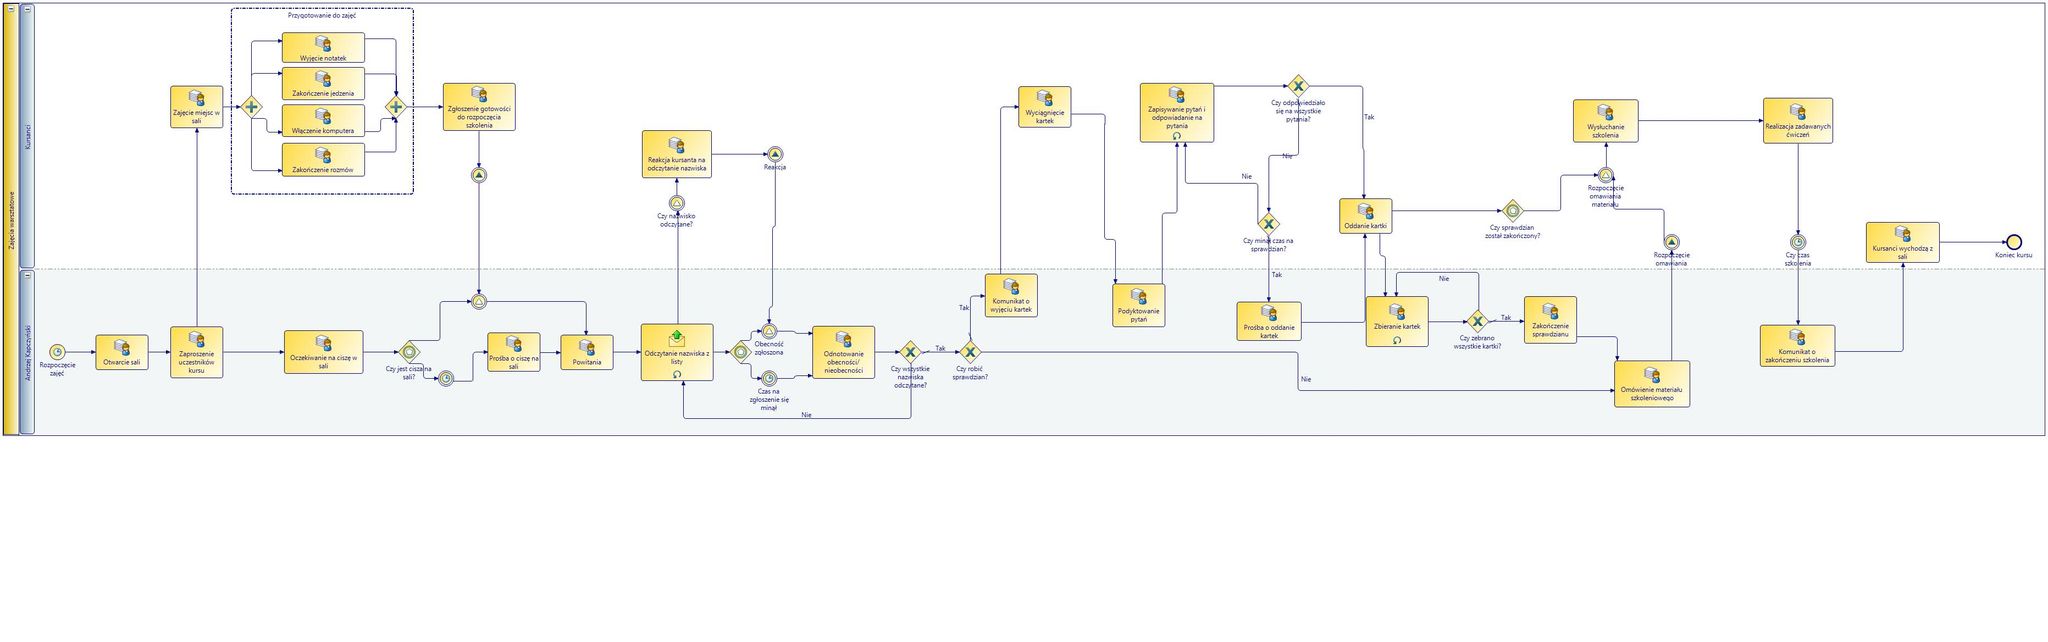 Zajęcia warsztatowe
Kursanci
Przygotowanie do zajęć
Wyjęcie notatek
Zakończenie jedzenia
Włączenie komputera
Zakończenie rozmów
Zajęcie miejsc w
sali
Zgłoszenie gotowości
do rozpoczęcia
szkolenia
Reakcja kursanta na
odczytanie nazwiska
Reakcja
Czy nazwisko
odczytane?
Wyciągnięcie
kartek
Zapisywanie pytań i
odpowiadanie na
pytania
Czy odpowiedziało
się na wszystkie
pytania?
Tak
Nie
Nie
Czy minął czas na
sprawdzian?
Tak
Oddanie kartki
Czy sprawdzian
został zakończony?
Wysłuchanie
szkolenia
Rozpoczęcie
omawiania
materiału
Rozpoczęcie
omawiania
Realizacja zadawanych
ćwiczeń
Czy czas
szkolenia
Kursanci wychodzą z
sali
Koniec kursu
Andrzej Kapczyński
Rozpoczęcie
zajęć
Otwarcie sali
Zaproszenie
uczestników
kursu
Oczekiwanie na ciszę w
sali
Czy jest cisza na
sali?
Prośba o ciszę na
sali
Powitania
Odczytanie nazwiska z
listy
Obecność
zgłoszona
Czas na
zgłoszenie się
minął
Odnotowanie
obecności/
nieobecności
Czy wszystkie
nazwiska
odczytane?
Nie
Tak
Czy robić
sprawdzian?
Tak
Nie
Komunikat o
wyjęciu kartek
Podyktowanie
pytań
Prośba o oddanie
kartek
Zbieranie kartek
Nie
Czy zebrano
wszystkie kartki?
Tak
Zakończenie
sprawdzianu
Omówienie materiału
szkoleniowego
Komunikat o
zakończeniu szkolenia